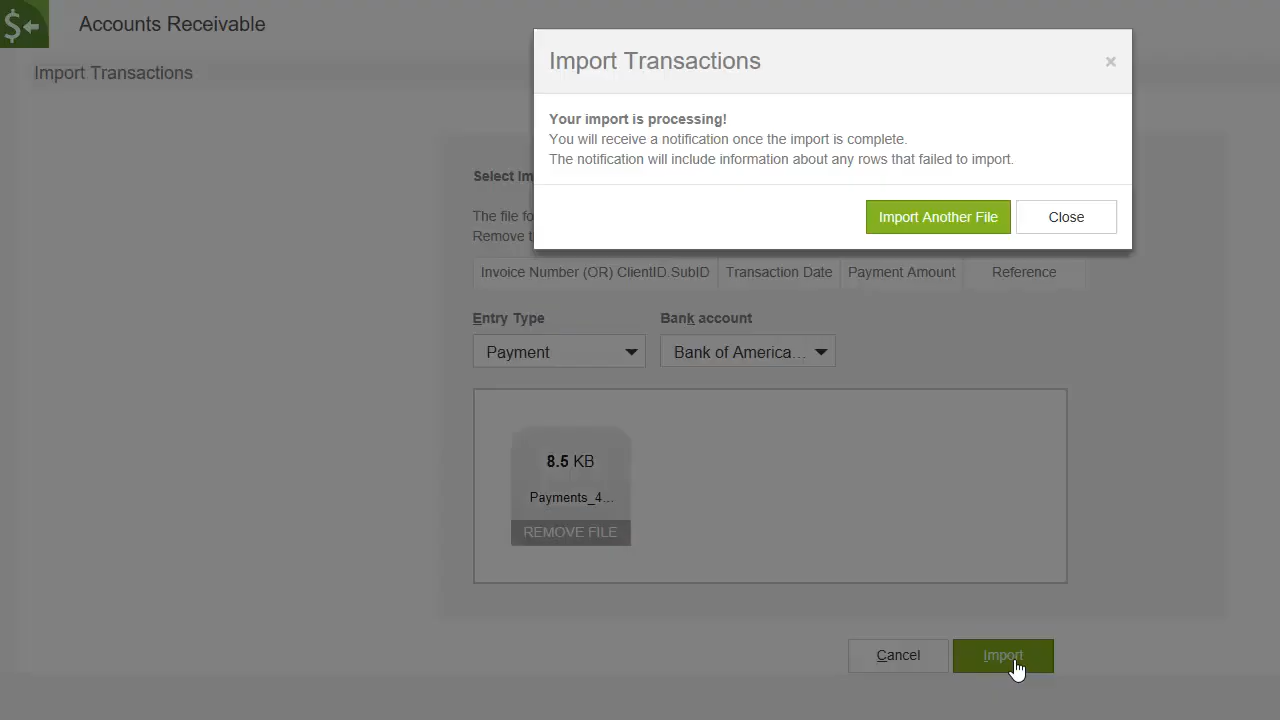 Accounts Receivable
Import Transactions
Import Transactions
×
Your import is processing!
You will receive a notification once the import is complete.
The notification will include information about any rows that failed to import.
Import Another File
Close
Select Im
The file fo
Remove t
Invoice Number (OR) ClientID.SubID
Transaction Date
Payment Amount
Reference
Entry Type
Bank account
Payment
Bank of America...
8.5 KB
Payments_4...
REMOVE FILE
Cancel
Import